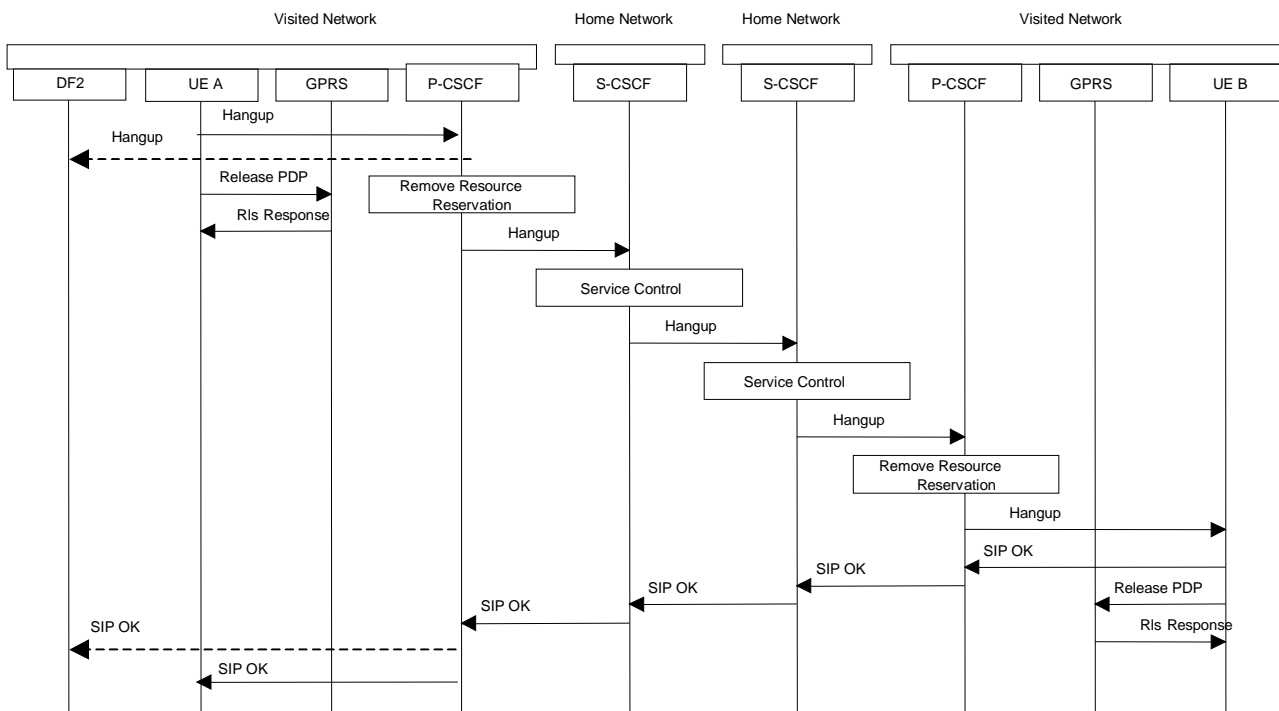 Visited Network
Home Network
Home Network
Visited Network
DF2
UE A
GPRS
P-CSCF
S-CSCF
S-CSCF
P-CSCF
GPRS
UE B
Hangup
Hangup
Release PDP
Remove Resource
Reservation
Rls Response
Hangup
Service Control
Hangup
Service Control
Hangup
Remove Resource
Reservation
Hangup
SIP OK
SIP OK
SIP OK
Release PDP
SIP OK
Rls Response
SIP OK
SIP OK